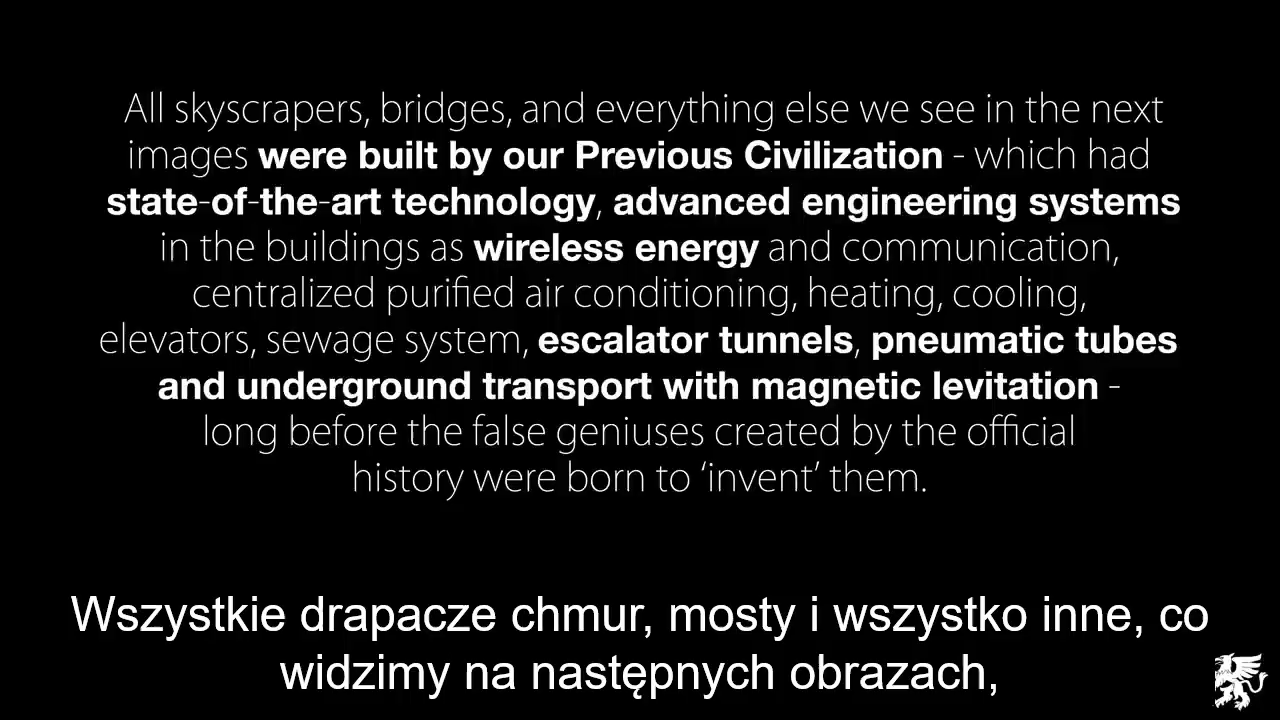 All skyscrapers, bridges, and everything else we see in the next
images were built by our Previous Civilization - which had
state-of-the-art technology, advanced engineering systems
in the buildings as wireless energy and communication,
centralized purified air conditioning, heating, cooling,
elevators, sewage system, escalator tunnels, pneumatic tubes
and underground transport with magnetic levitation -
long before the false geniuses created by the official
history were born to ‘invent’ them.
Wszystkie drapacze chmur, mosty i wszystko inne, co
widzimy na następnych obrazach,